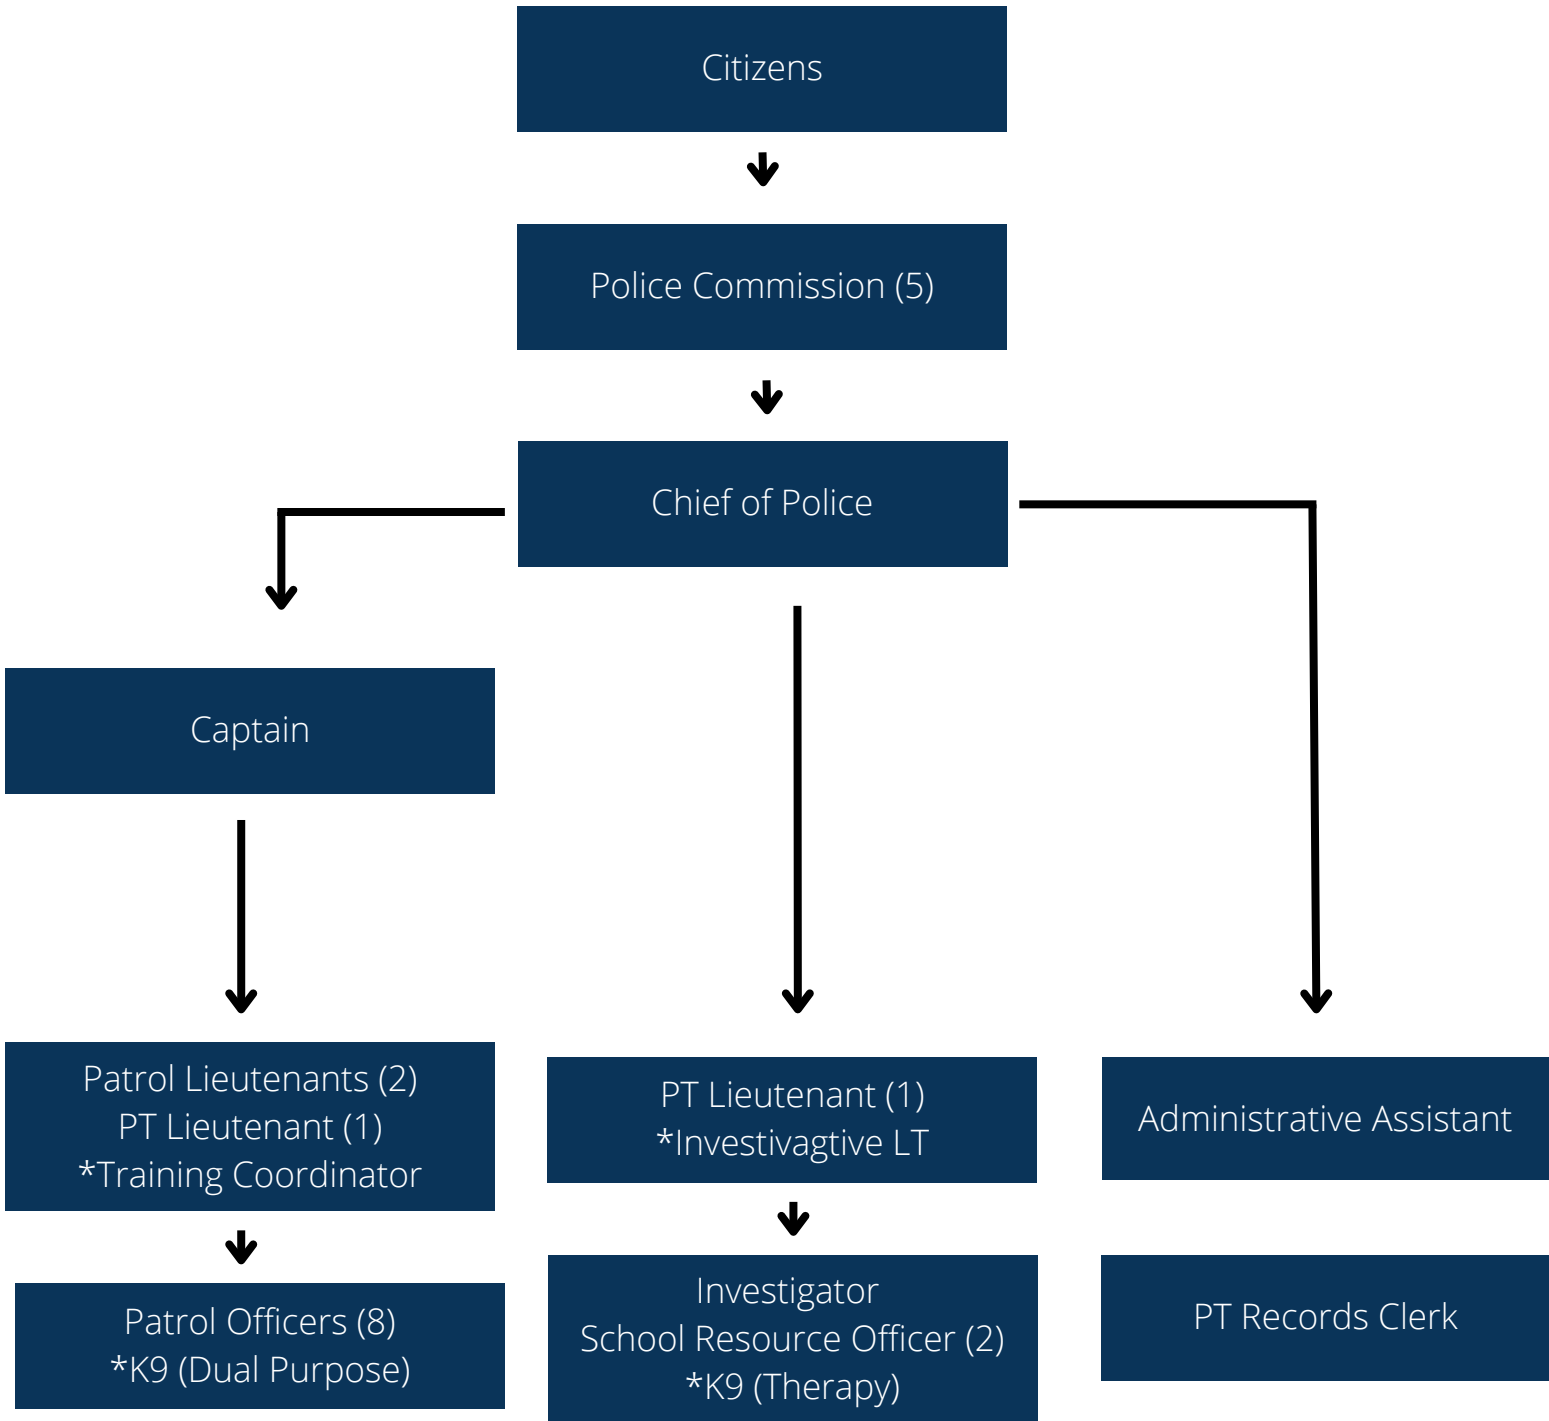 Citizens
Police Commission (5)
Chief of Police
Captain
Patrol Lieutenants (2)
PT Lieutenant (1)
*Training Coordinator
PT Lieutenant (1)
*Investivagtive LT
Administrative Assistant
Patrol Officers (8)
*K9 (Dual Purpose)
Investigator
School Resource Officer (2)
*K9 (Therapy)
PT Records Clerk